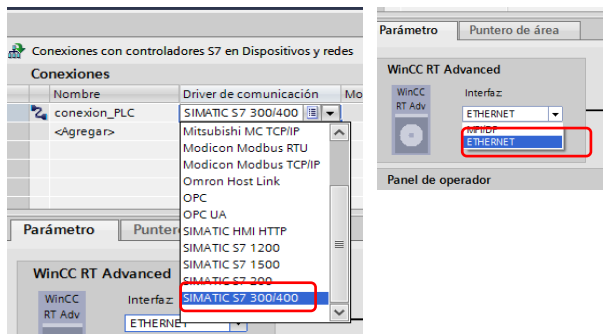 Conexiones con controladores S7 en Dispositivos y redes
Conexiones
Nombre Driver de comunicación Mo
conexion_PLC SIMATIC S7 300/400
<Agregar>
Mitsubishi MC TCP/IP
Modicon Modbus RTU
Modicon Modbus TCP/IP
Omron Host Link
OPC
OPC UA
SIMATIC HMI HTTP
SIMATIC S7 1200
SIMATIC S7 1500
SIMATIC S7 200
SIMATIC S7 300/400
Parámetro Punter
WinCC RT Advanced
WinCC
RT Adv
Interfaz
ETHERNET
Parámetro Puntero de área
WinCC RT Advanced
WinCC
RT Adv
Interfaz:
ETHERNET
MPI/DP
ETHERNET
Panel de operador